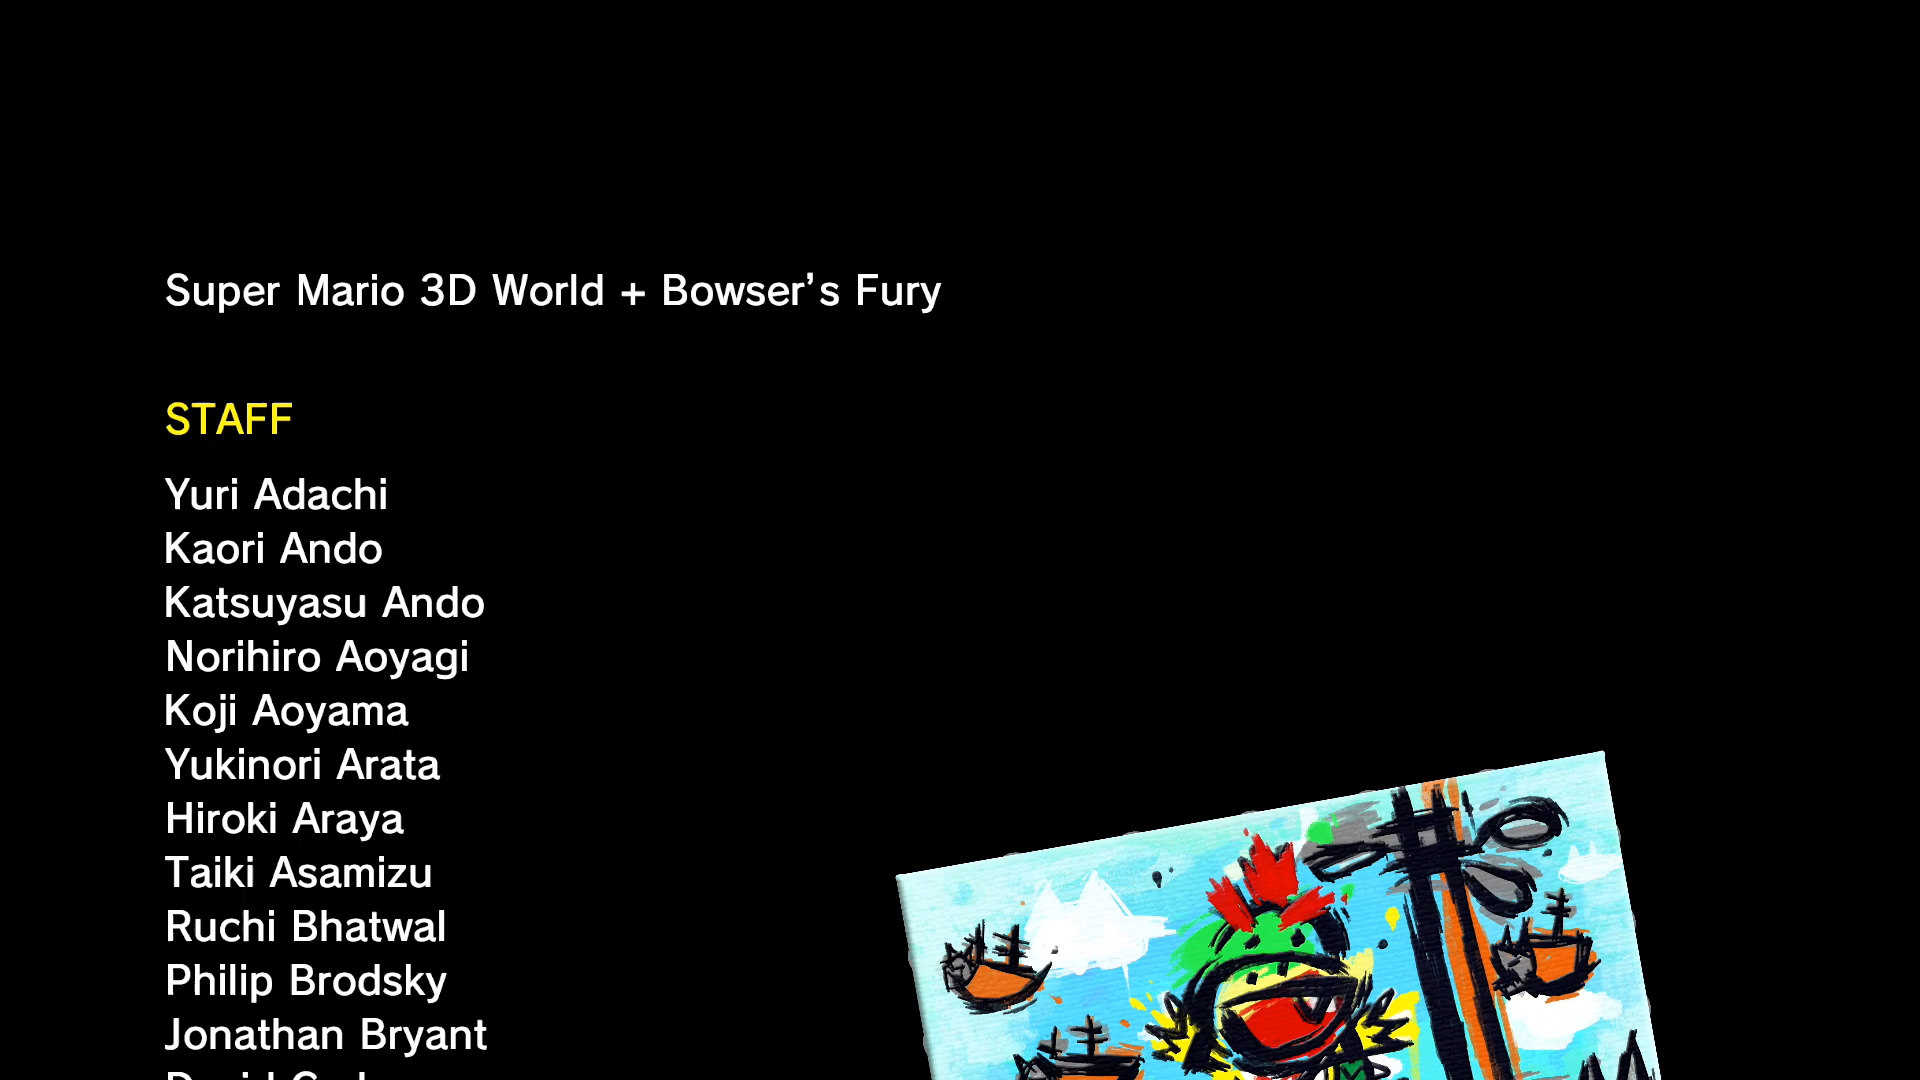 Super Mario 3D World + Bowser’s Fury
STAFF
Yuri Adachi
Kaori Ando
Katsuyasu Ando
Norihiro Aoyagi
Koji Aoyama
Yukinori Arata
Hiroki Araya
Taiki Asamizu
Ruchi Bhatwal
Philip Brodsky
Jonathan Bryant